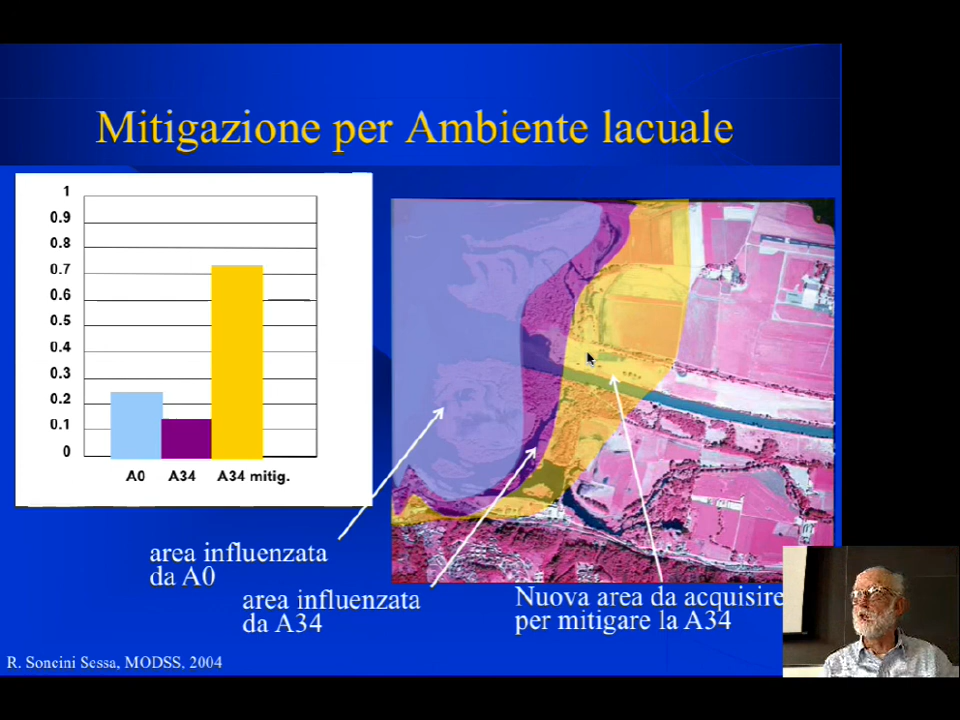 Mitigazione per Ambiente lacuale
1
0.9
0.8
0.7
0.6
0.5
0.4
0.3
0.2
0.1
0
A0 A34 A34 mitig.
area influenzata
da A0
area influenzata
da A34
Nuova area da acquisire
per mitigare la A34
R. Soncini Sessa, MODSS, 2004